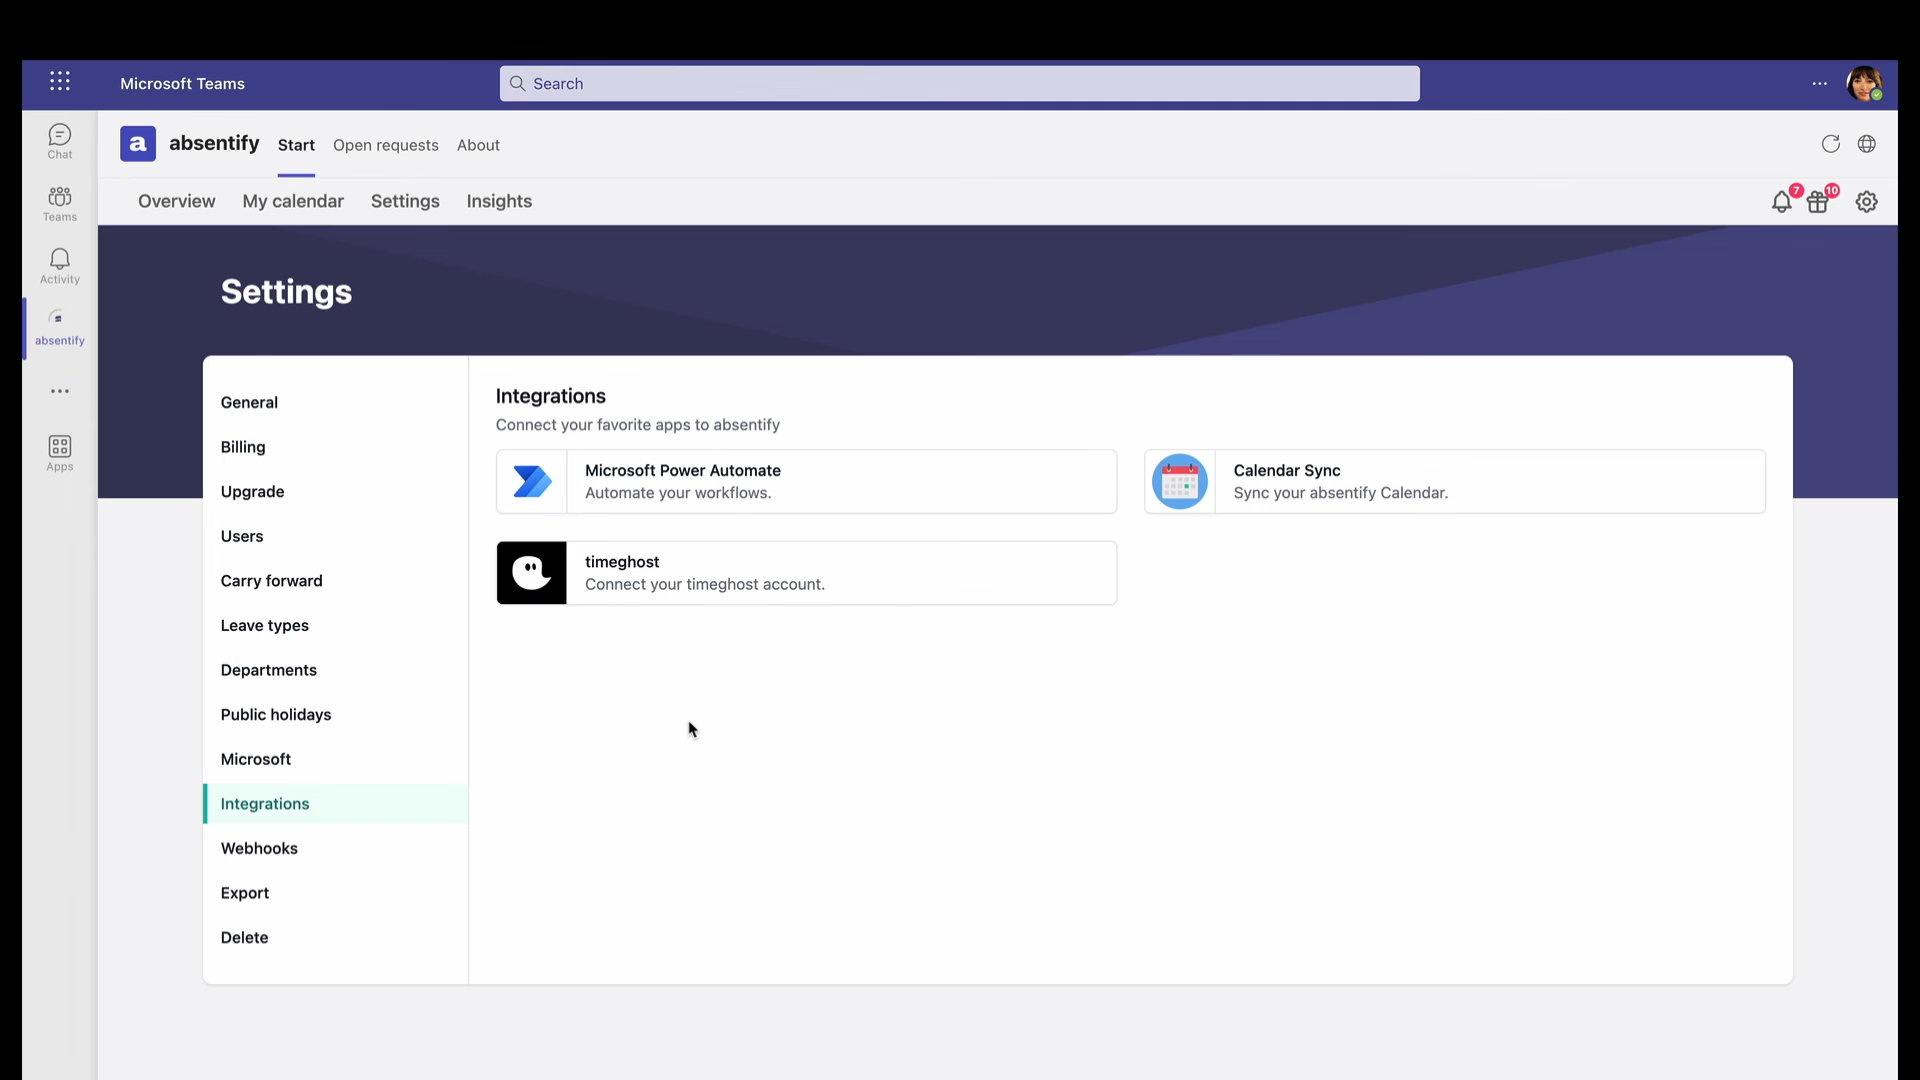 Microsoft Teams
Search
Chat
Teams
Activity
absentify
Apps
a absentify Start Open requests About
Overview My calendar Settings Insights
7 10
Settings
General
Billing
Upgrade
Users
Carry forward
Leave types
Departments
Public holidays
Microsoft
Integrations
Webhooks
Export
Delete
Integrations
Connect your favorite apps to absentify
Microsoft Power Automate
Automate your workflows.
Calendar Sync
Sync your absentify Calendar.
timeghost
Connect your timeghost account.